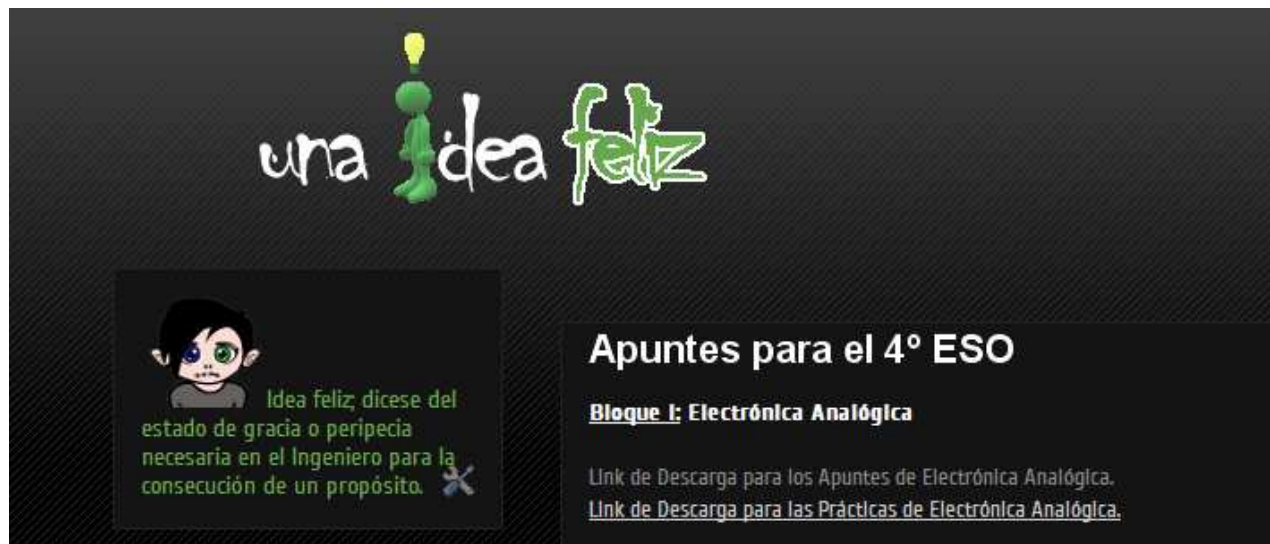 una idea feliz
Idea feliz; dicese del
estado de gracia o peripecia
necesaria en el Ingeniero para la
consecución de un propósito.
Apuntes para el 4º ESO
Bloque I: Electrónica Analógica
Link de Descarga para los Apuntes de Electrónica Analógica.
Link de Descarga para las Prácticas de Electrónica Analógica.